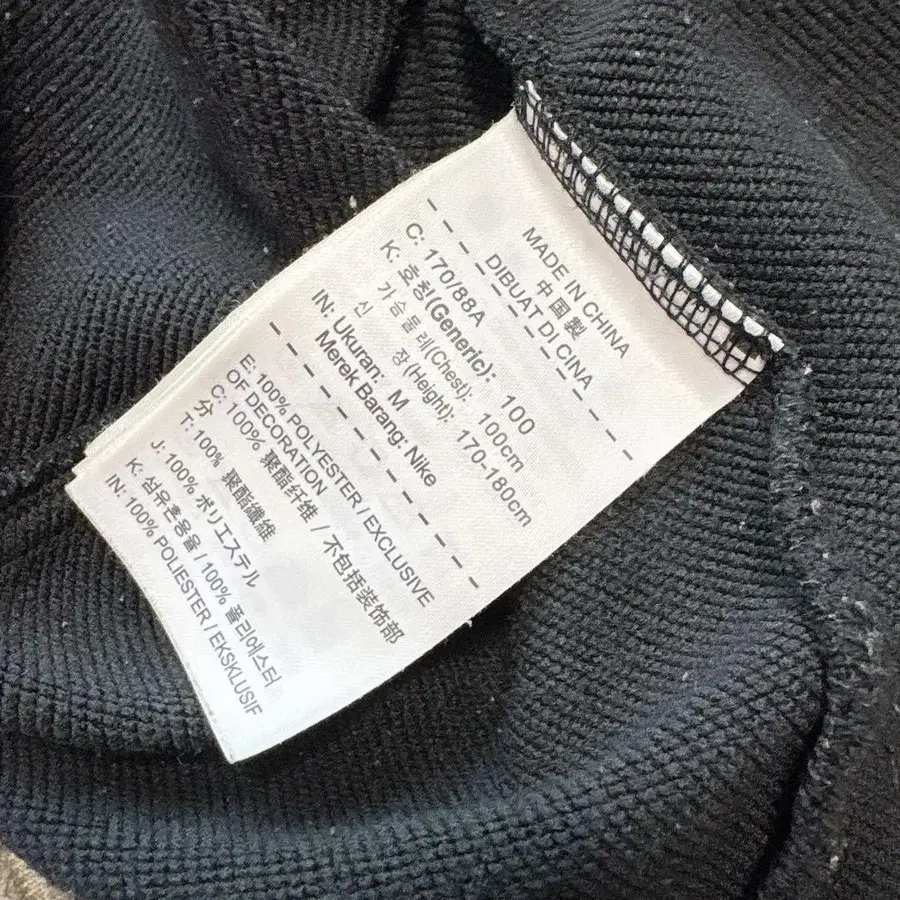 MADE IN CHINA
中国製
DIBUAT DI CINA
C: 170/88A
K: 호칭(Generic): 100
가슴둘레(Chest): 100cm
신 장(Height): 170-180cm
IN: Ukuran: M
Merek Barang: Nike
E: 100% POLYESTER / EXCLUSIVE
OF DECORATION
C: 100% 聚酯纤维 / 不包括装饰部
分
T: 100% 聚酯纖維
J: 100% ポリエステル
K: 섬유혼용율 / 100% 폴리에스터
IN: 100% POLIESTER / EKSKLUSIF